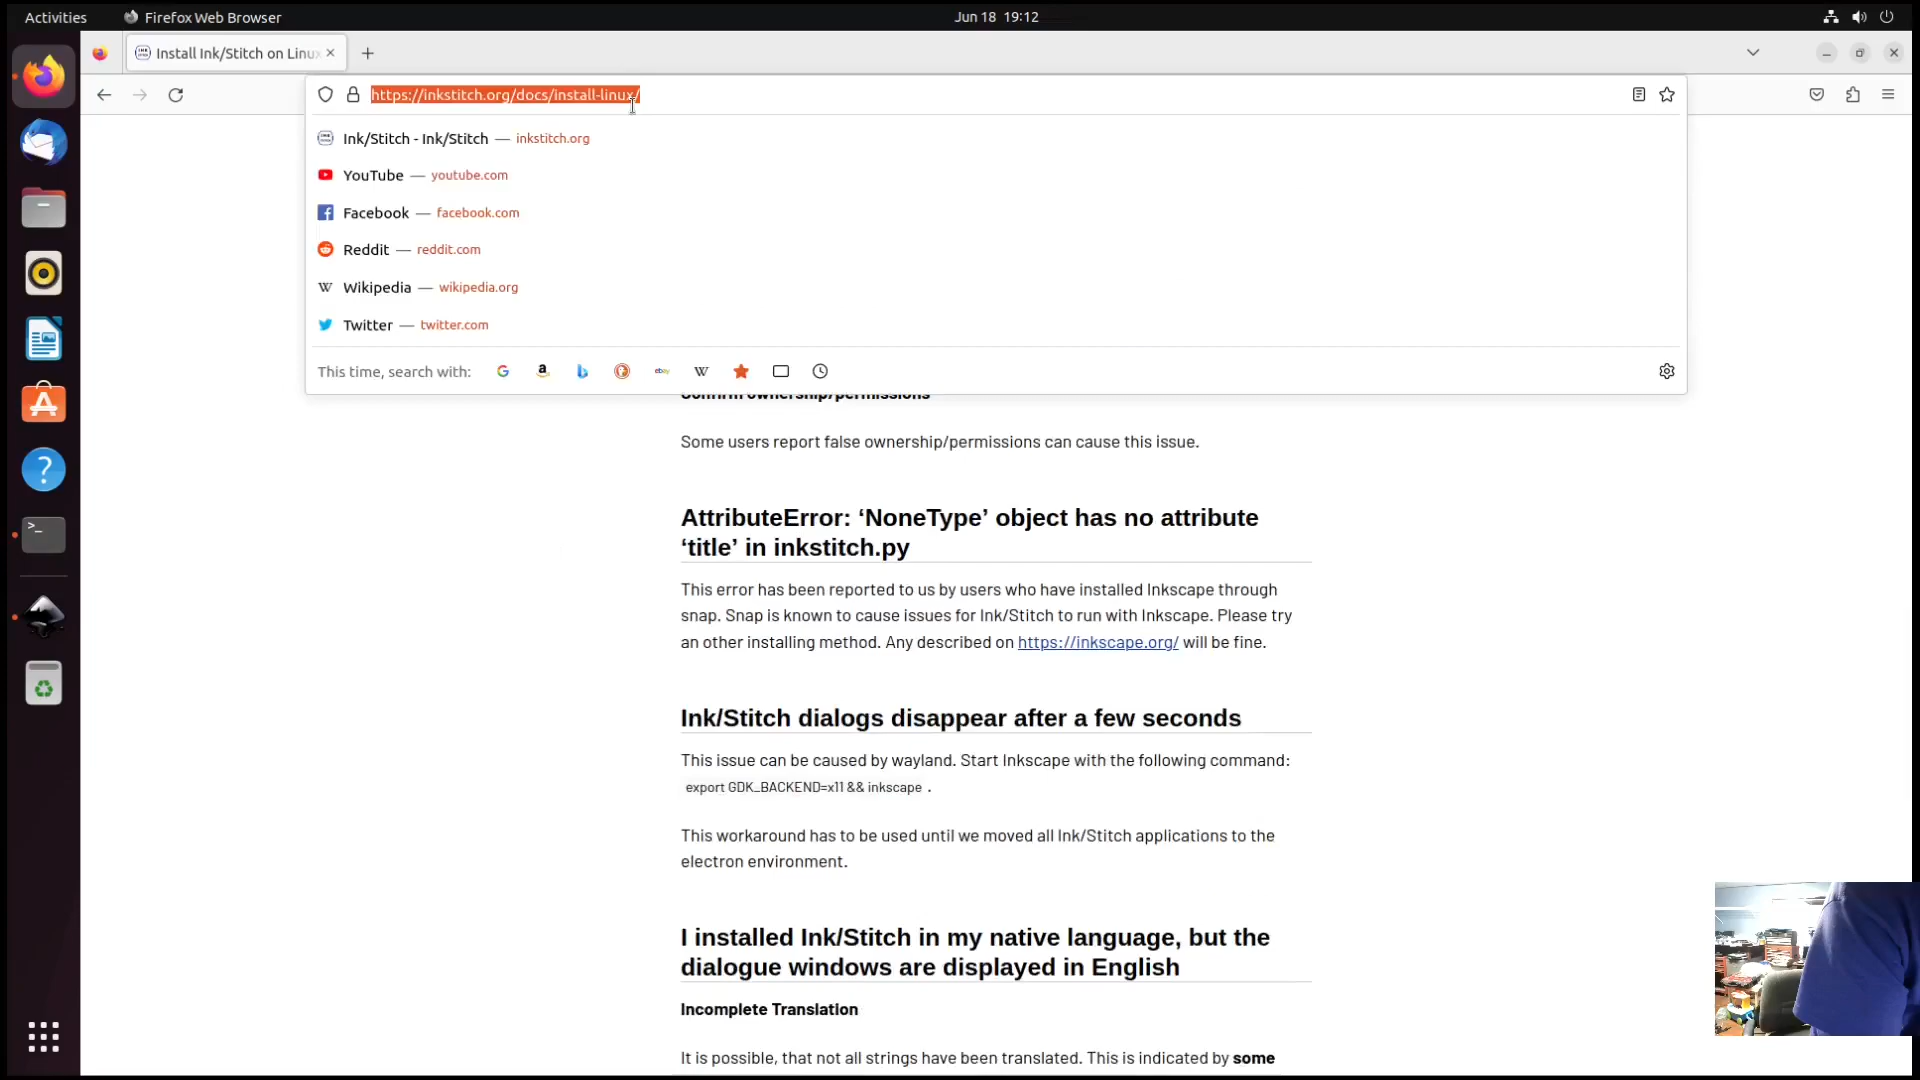 Activities
Firefox Web Browser
Jun 18 19:12
Install Ink/Stitch on Linux
https://inkstitch.org/docs/install-linux/
Ink/Stitch - Ink/Stitch — inkstitch.org
YouTube — youtube.com
Facebook — facebook.com
Reddit — reddit.com
Wikipedia — wikipedia.org
Twitter — twitter.com
This time, search with:
Confirm ownership/permissions
Some users report false ownership/permissions can cause this issue.
AttributeError: ‘NoneType’ object has no attribute
‘title’ in inkstitch.py
This error has been reported to us by users who have installed Inkscape through
snap. Snap is known to cause issues for Ink/Stitch to run with Inkscape. Please try
an other installing method. Any described on https://inkscape.org/ will be fine.
Ink/Stitch dialogs disappear after a few seconds
This issue can be caused by wayland. Start Inkscape with the following command:
export GDK_BACKEND=x11 && inkscape .
This workaround has to be used until we moved all Ink/Stitch applications to the
electron environment.
I installed Ink/Stitch in my native language, but the
dialogue windows are displayed in English
Incomplete Translation
It is possible, that not all strings have been translated. This is indicated by some